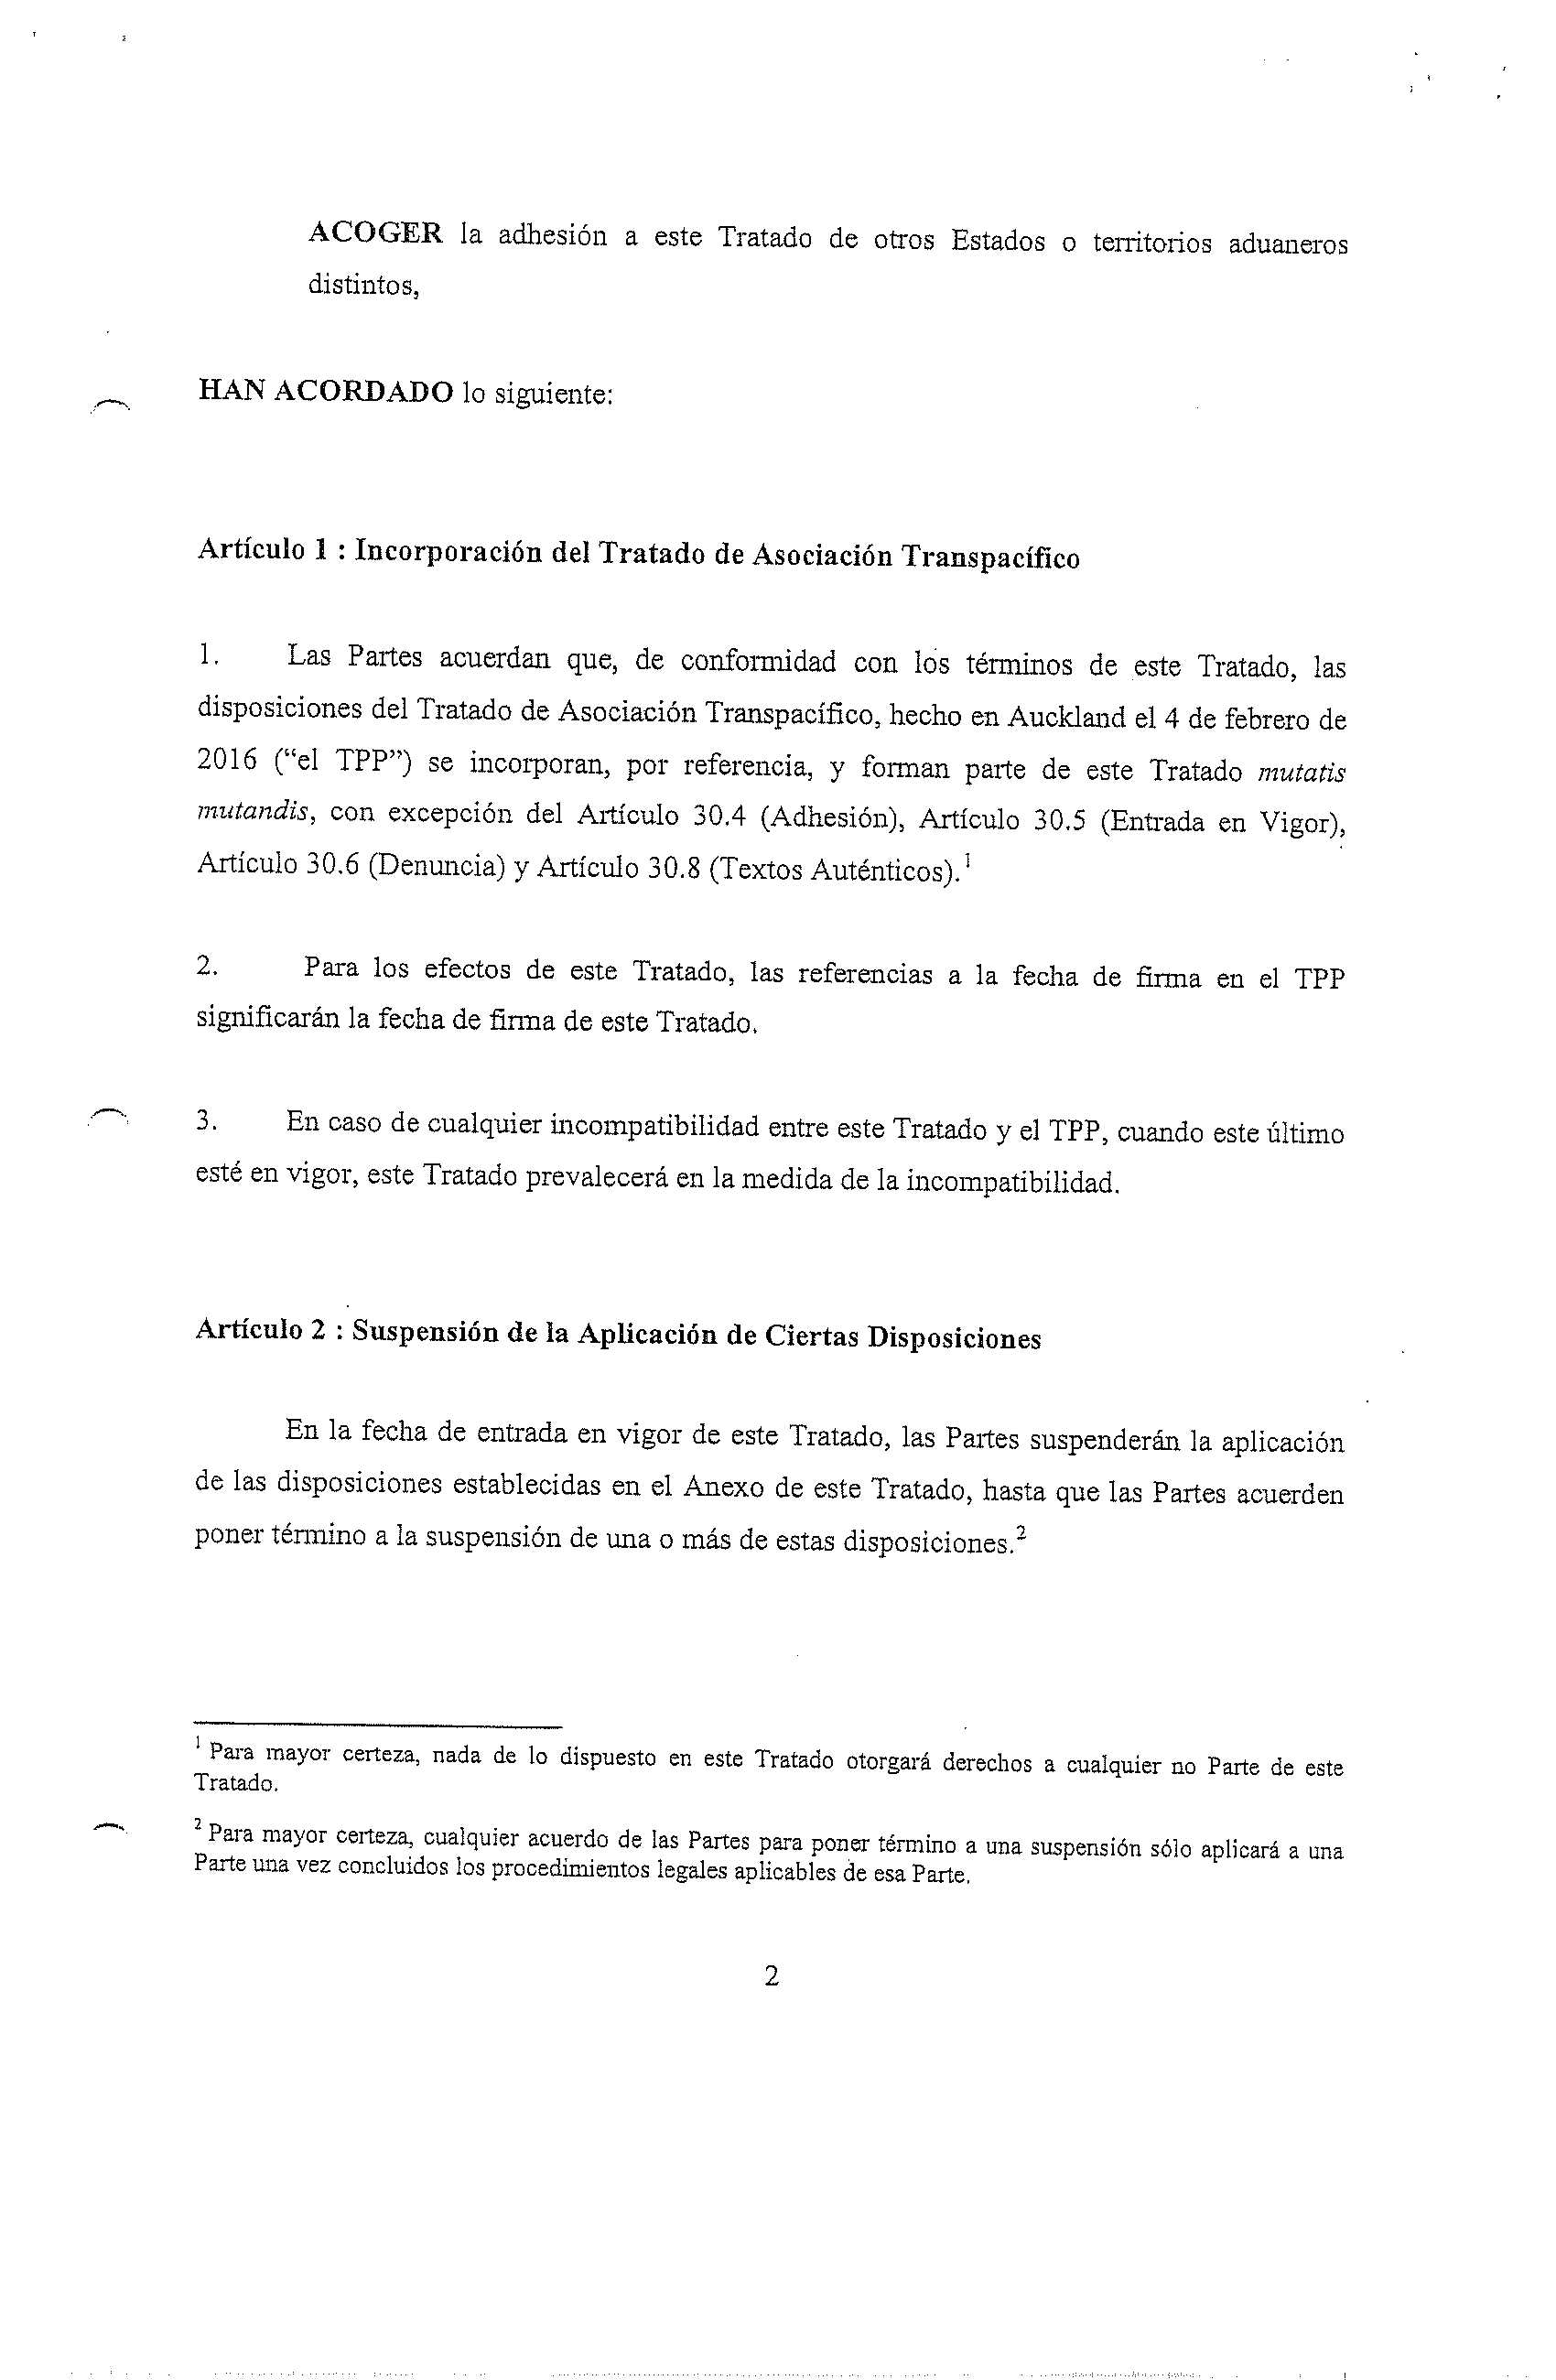 ACOGER la adhesión a este Tratado de otros Estados o territorios aduaneros
distintos,
HAN ACORDADO lo siguiente:
Artículo 1 : Incorporación del Tratado de Asociación Transpacífico
1. Las Partes acuerdan que, de conformidad con los términos de este Tratado, las
disposiciones del Tratado de Asociación Transpacífico, hecho en Auckland el 4 de febrero de
2016 (“el TPP”) se incorporan, por referencia, y forman parte de este Tratado mutatis
mutandis, con excepción del Artículo 30.4 (Adhesión), Artículo 30.5 (Entrada en Vigor),
Artículo 30.6 (Denuncia) y Artículo 30.8 (Textos Auténticos).¹
2. Para los efectos de este Tratado, las referencias a la fecha de firma en el TPP
significarán la fecha de firma de este Tratado.
3. En caso de cualquier incompatibilidad entre este Tratado y el TPP, cuando este último
esté en vigor, este Tratado prevalecerá en la medida de la incompatibilidad.
Artículo 2 : Suspensión de la Aplicación de Ciertas Disposiciones
En la fecha de entrada en vigor de este Tratado, las Partes suspenderán la aplicación
de las disposiciones establecidas en el Anexo de este Tratado, hasta que las Partes acuerden
poner término a la suspensión de una o más de estas disposiciones.²
¹ Para mayor certeza, nada de lo dispuesto en este Tratado otorgará derechos a cualquier no Parte de este
Tratado.
² Para mayor certeza, cualquier acuerdo de las Partes para poner término a una suspensión sólo aplicará a una
Parte una vez concluidos los procedimientos legales aplicables de esa Parte.
2